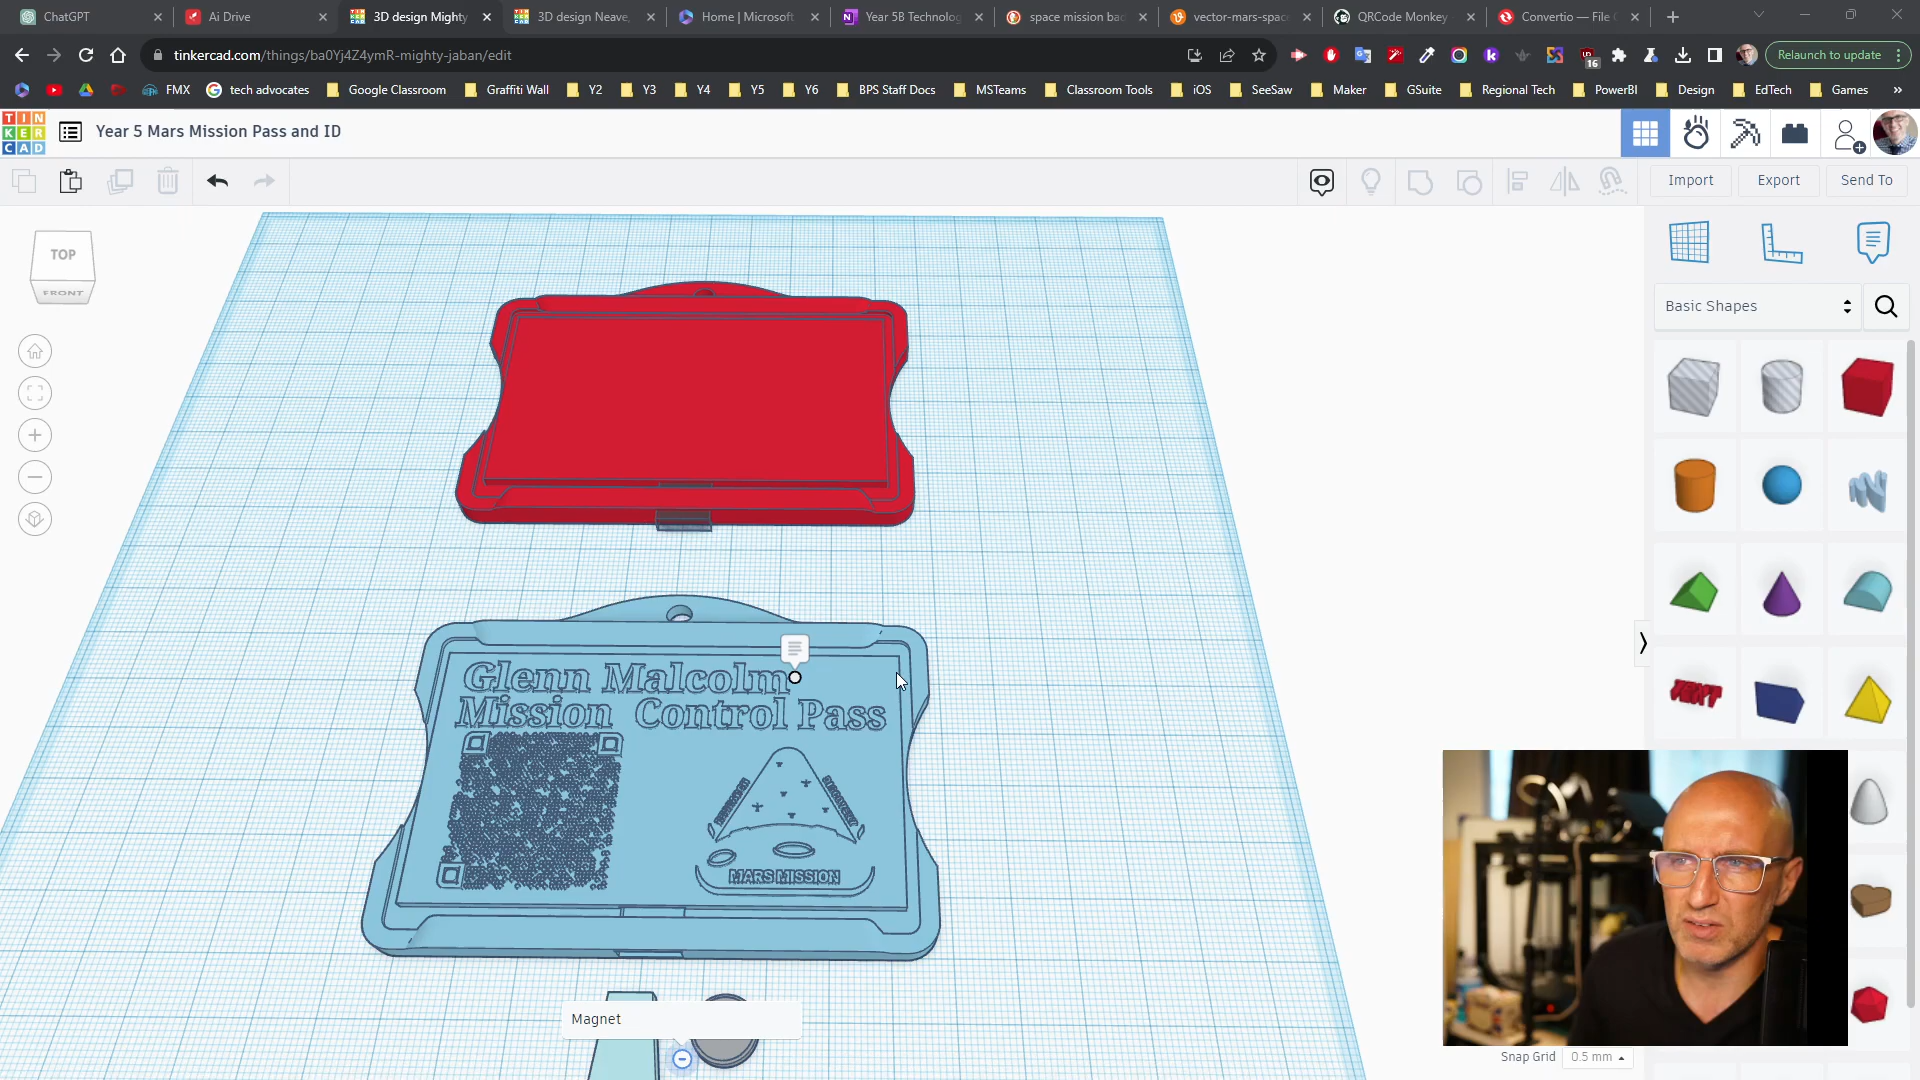 ChatGPT
Ai Drive
3D design Mighty
3D design Neave,
Home | Microsoft
Year 5B Technolog
space mission bac
vector-mars-spac
QRCode Monkey
Convertio — File C
tinkercad.com/things/ba0Yj4Z4ymR-mighty-jaban/edit
16
Relaunch to update
FMX
tech advocates
Google Classroom
Graffiti Wall
Y2
Y3
Y4
Y5
Y6
BPS Staff Docs
MSTeams
Classroom Tools
iOS
SeeSaw
Maker
GSuite
Regional Tech
PowerBI
Design
EdTech
Games
»
TIN
KER
CAD
Year 5 Mars Mission Pass and ID
Import
Export
Send To
TOP
FRONT
Basic Shapes
TEXT
Glenn Malcolm
Mission Control Pass
MARS MISSION
Magnet
Snap Grid
0.5 mm